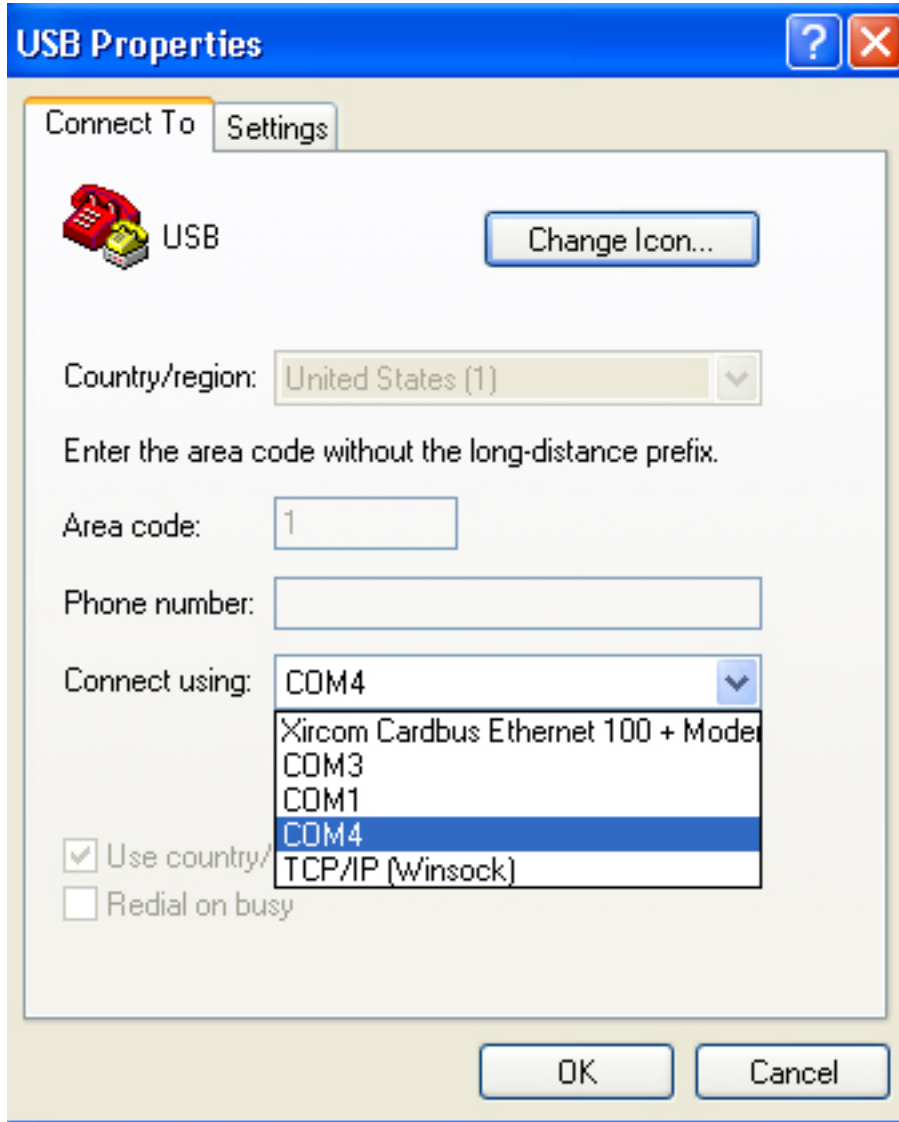 USB Properties
Connect To Settings
USB
Change Icon...
Country/region: United States (1)
Enter the area code without the long-distance prefix.
Area code: 1
Phone number:
Connect using: COM4
Xircom Cardbus Ethernet 100 + Moder
COM3
COM1
COM4
Use country/
TCP/IP (Winsock)
Redial on busy
OK Cancel